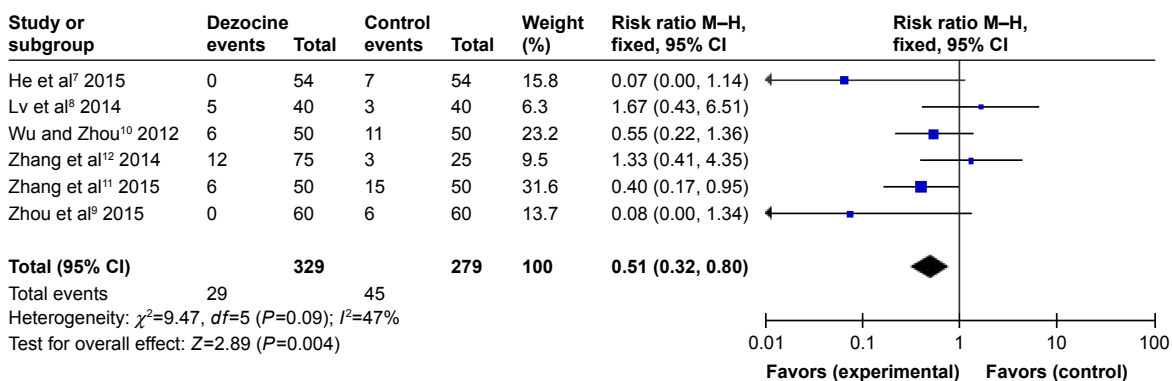 Study or subgroup Dezocine events Total Control events Total Weight (%) Risk ratio M–H, fixed, 95% CI Risk ratio M–H, fixed, 95% CI
He et al⁷ 2015 0 54 7 54 15.8 0.07 (0.00, 1.14)
Lv et al⁸ 2014 5 40 3 40 6.3 1.67 (0.43, 6.51)
Wu and Zhou¹⁰ 2012 6 50 11 50 23.2 0.55 (0.22, 1.36)
Zhang et al¹² 2014 12 75 3 25 9.5 1.33 (0.41, 4.35)
Zhang et al¹¹ 2015 6 50 15 50 31.6 0.40 (0.17, 0.95)
Zhou et al⁹ 2015 0 60 6 60 13.7 0.08 (0.00, 1.34)
Total (95% CI) 329 279 100 0.51 (0.32, 0.80)
Total events 29 45
Heterogeneity: χ²=9.47, df=5 (P=0.09); I²=47%
Test for overall effect: Z=2.89 (P=0.004)
0.01 0.1 1 10 100
Favors (experimental) Favors (control)